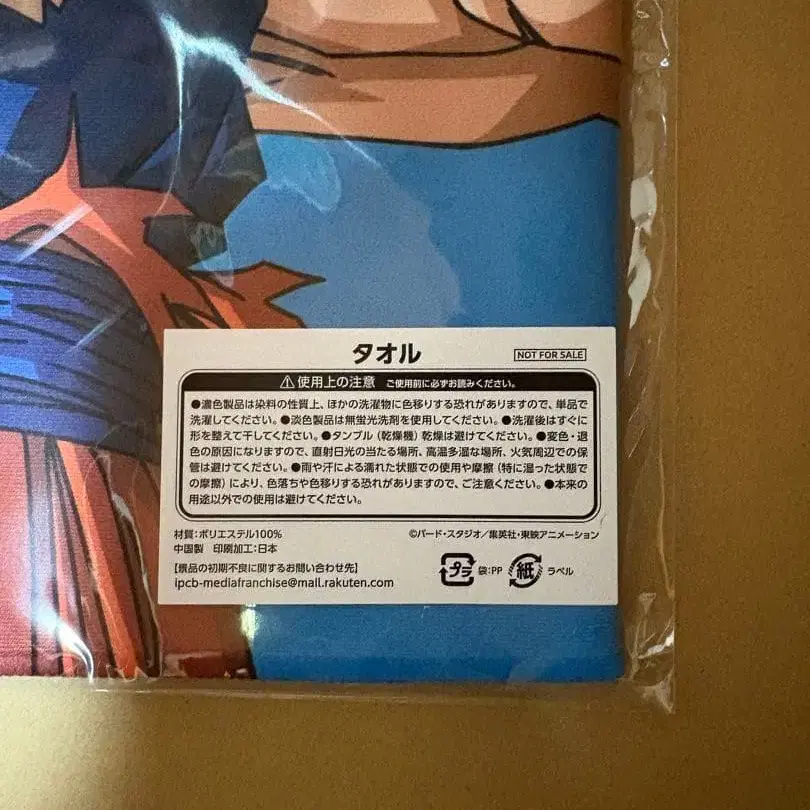 タオル
NOT FOR SALE
⚠使用上の注意 ご使用前に必ずお読みください。
●濃色製品は染料の性質上、ほかの洗濯物に色移りする恐れがありますので、単品で
洗濯してください。●淡色製品は無蛍光洗剤を使用してください。●洗濯後はすぐに
形を整えて干してください。●タンブル(乾燥機)乾燥は避けてください。●変色・退
色の原因になりますので、直射日光の当たる場所、高温多湿な場所、火気周辺での保
管は避けてください。●雨や汗による濡れた状態での使用や摩擦(特に湿った状態で
の摩擦)により、色落ちや色移りする恐れがありますので、ご注意ください。●本来の
用途以外での使用は避けてください。
材質:ポリエステル100%
©バード・スタジオ/集英社・東映アニメーション
中国製 印刷加工:日本
【景品の初期不良に関するお問い合わせ先】
ipcb-mediafranchise@mail.rakuten.com
プラ 袋:PP 紙 ラベル